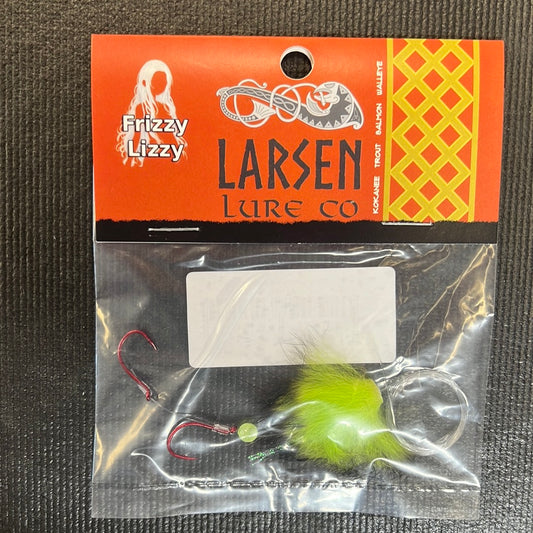 Frizzy
Lizzy
LARSEN
LURE CO
KOKANEE TROUT SALMON WALLEYE